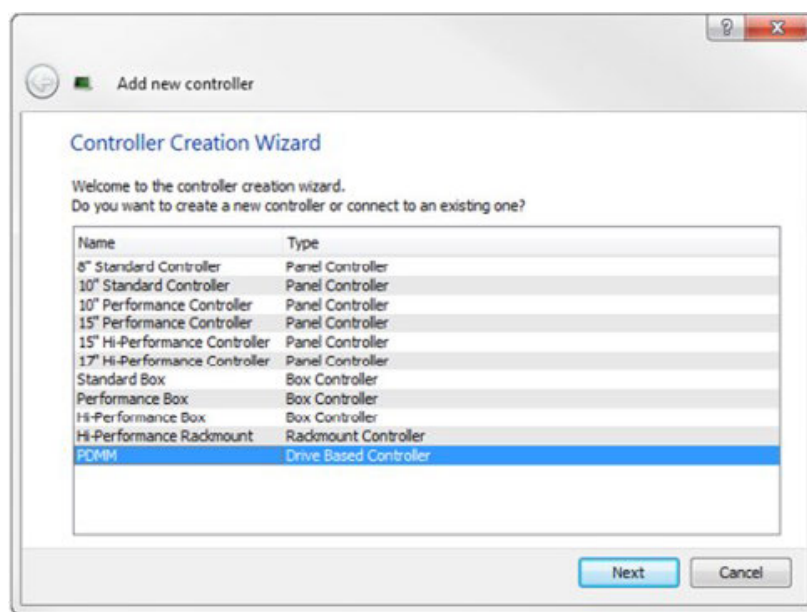 Add new controller
Controller Creation Wizard
Welcome to the controller creation wizard.
Do you want to create a new controller or connect to an existing one?
Name Type
8" Standard Controller Panel Controller
10" Standard Controller Panel Controller
10" Performance Controller Panel Controller
15" Performance Controller Panel Controller
15" Hi-Performance Controller Panel Controller
17" Hi-Performance Controller Panel Controller
Standard Box Box Controller
Performance Box Box Controller
Hi-Performance Box Box Controller
Hi-Performance Rackmount Rackmount Controller
PDMM Drive Based Controller
Next Cancel